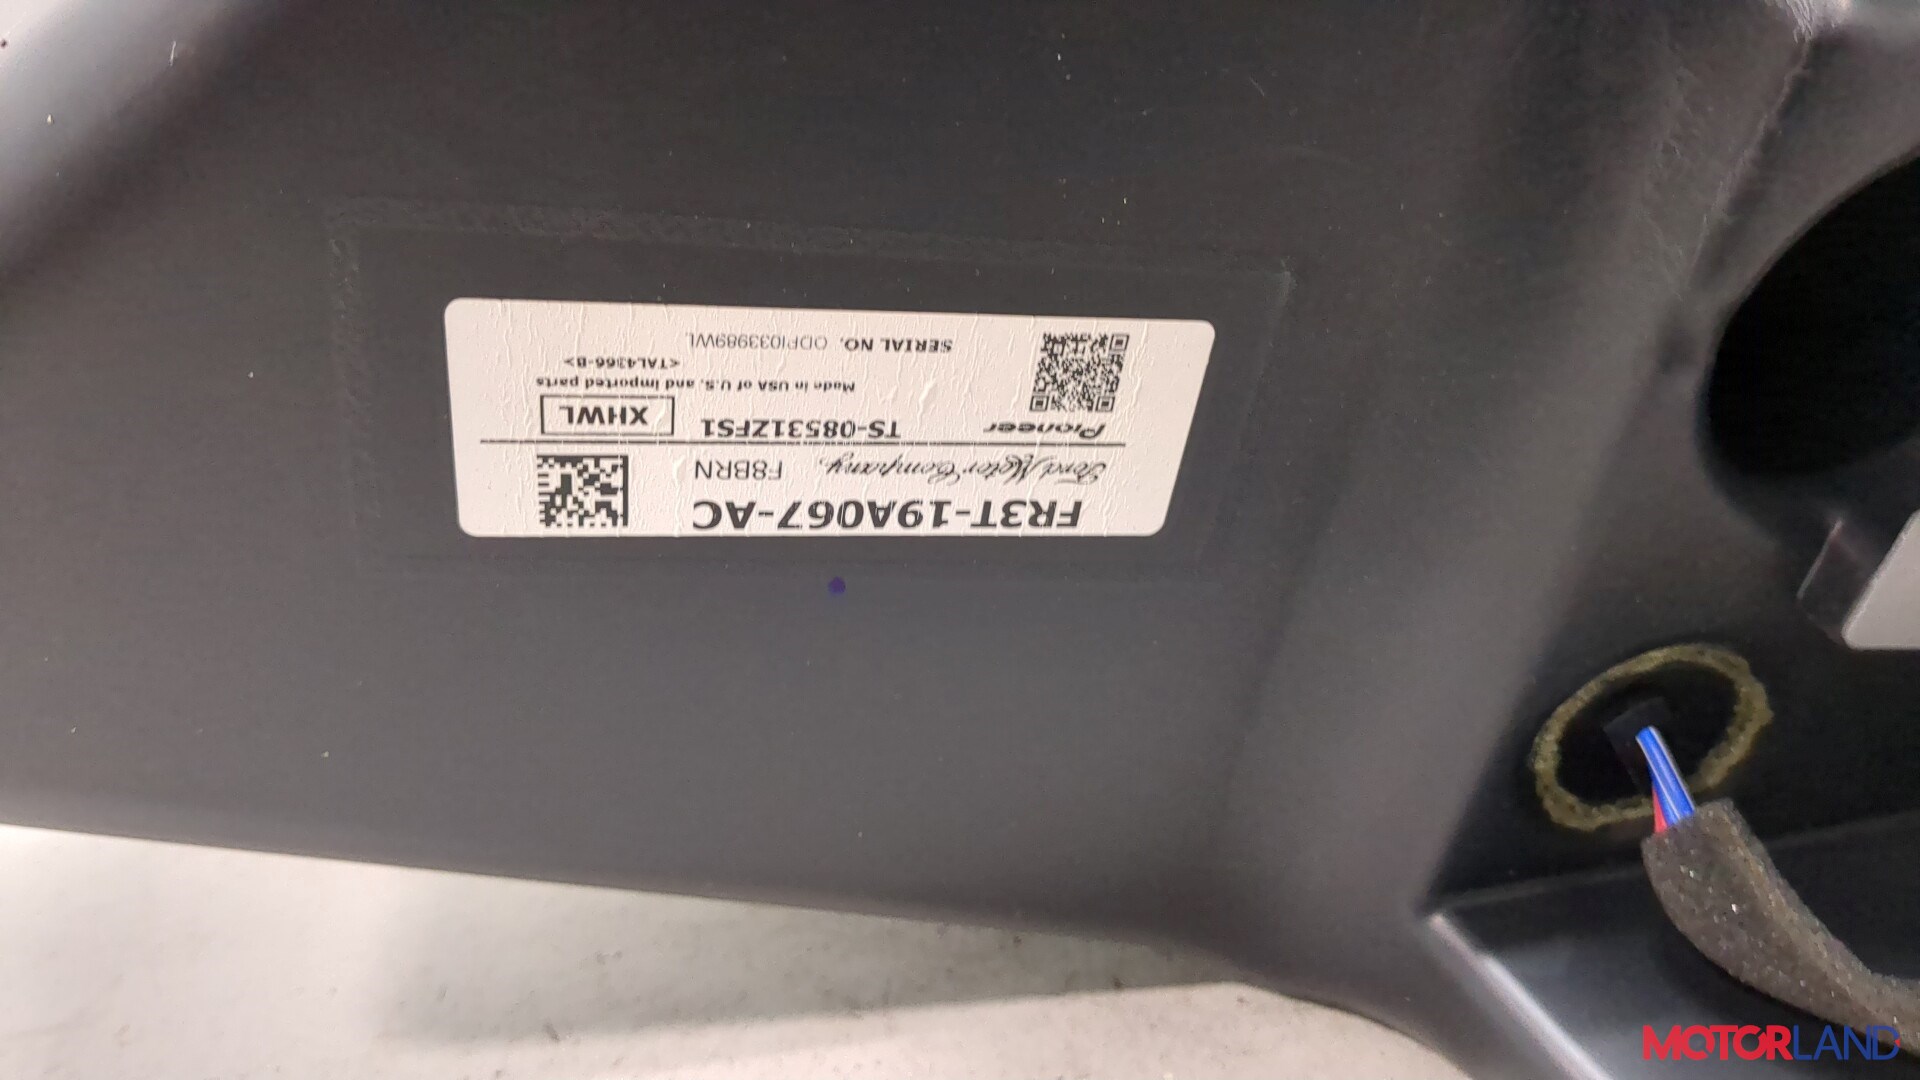 FR3T-19A067-AC
Ford Motor Company, F8BRN
Pioneer TS-08531ZFS1 XHWL
Made in USA of U.S. and imported parts
<TAL4366-B>
SERIAL NO. ODPI033989WL
MOTORLAND